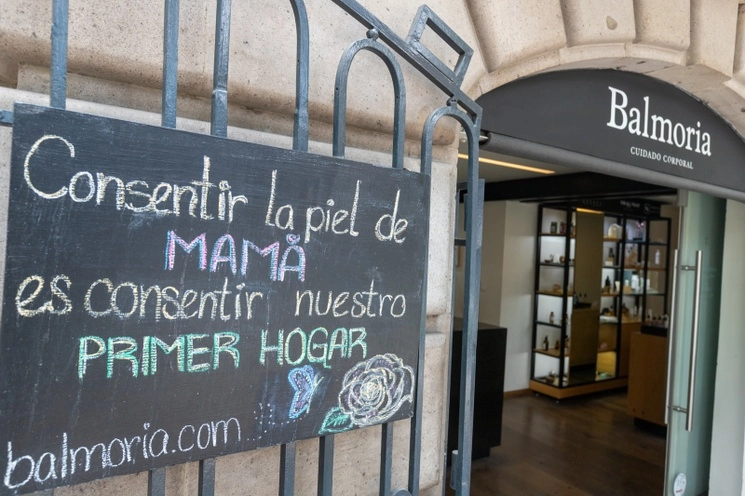 Consentir la piel de
MAMÁ
es consentir nuestro
PRIMER HOGAR
balmoria.com
Balmoria
CUIDADO CORPORAL